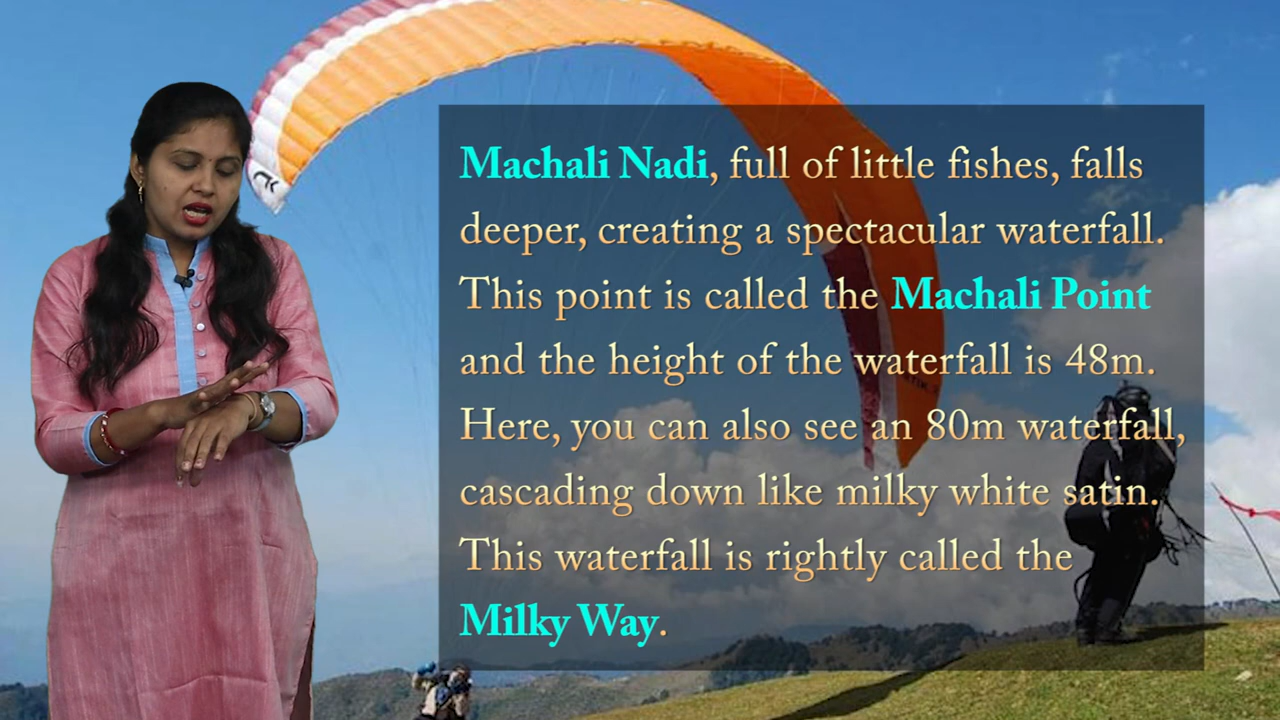 Machali Nadi, full of little fishes, falls
deeper, creating a spectacular waterfall.
This point is called the Machali Point
and the height of the waterfall is 48m.
Here, you can also see an 80m waterfall,
cascading down like milky white satin.
This waterfall is rightly called the
Milky Way.